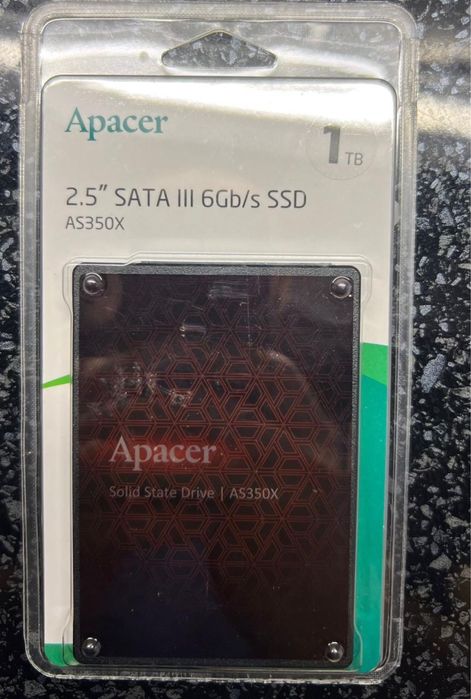 Apacer
1 TB
2.5" SATA III 6Gb/s SSD
AS350X
Apacer
Solid State Drive | AS350X